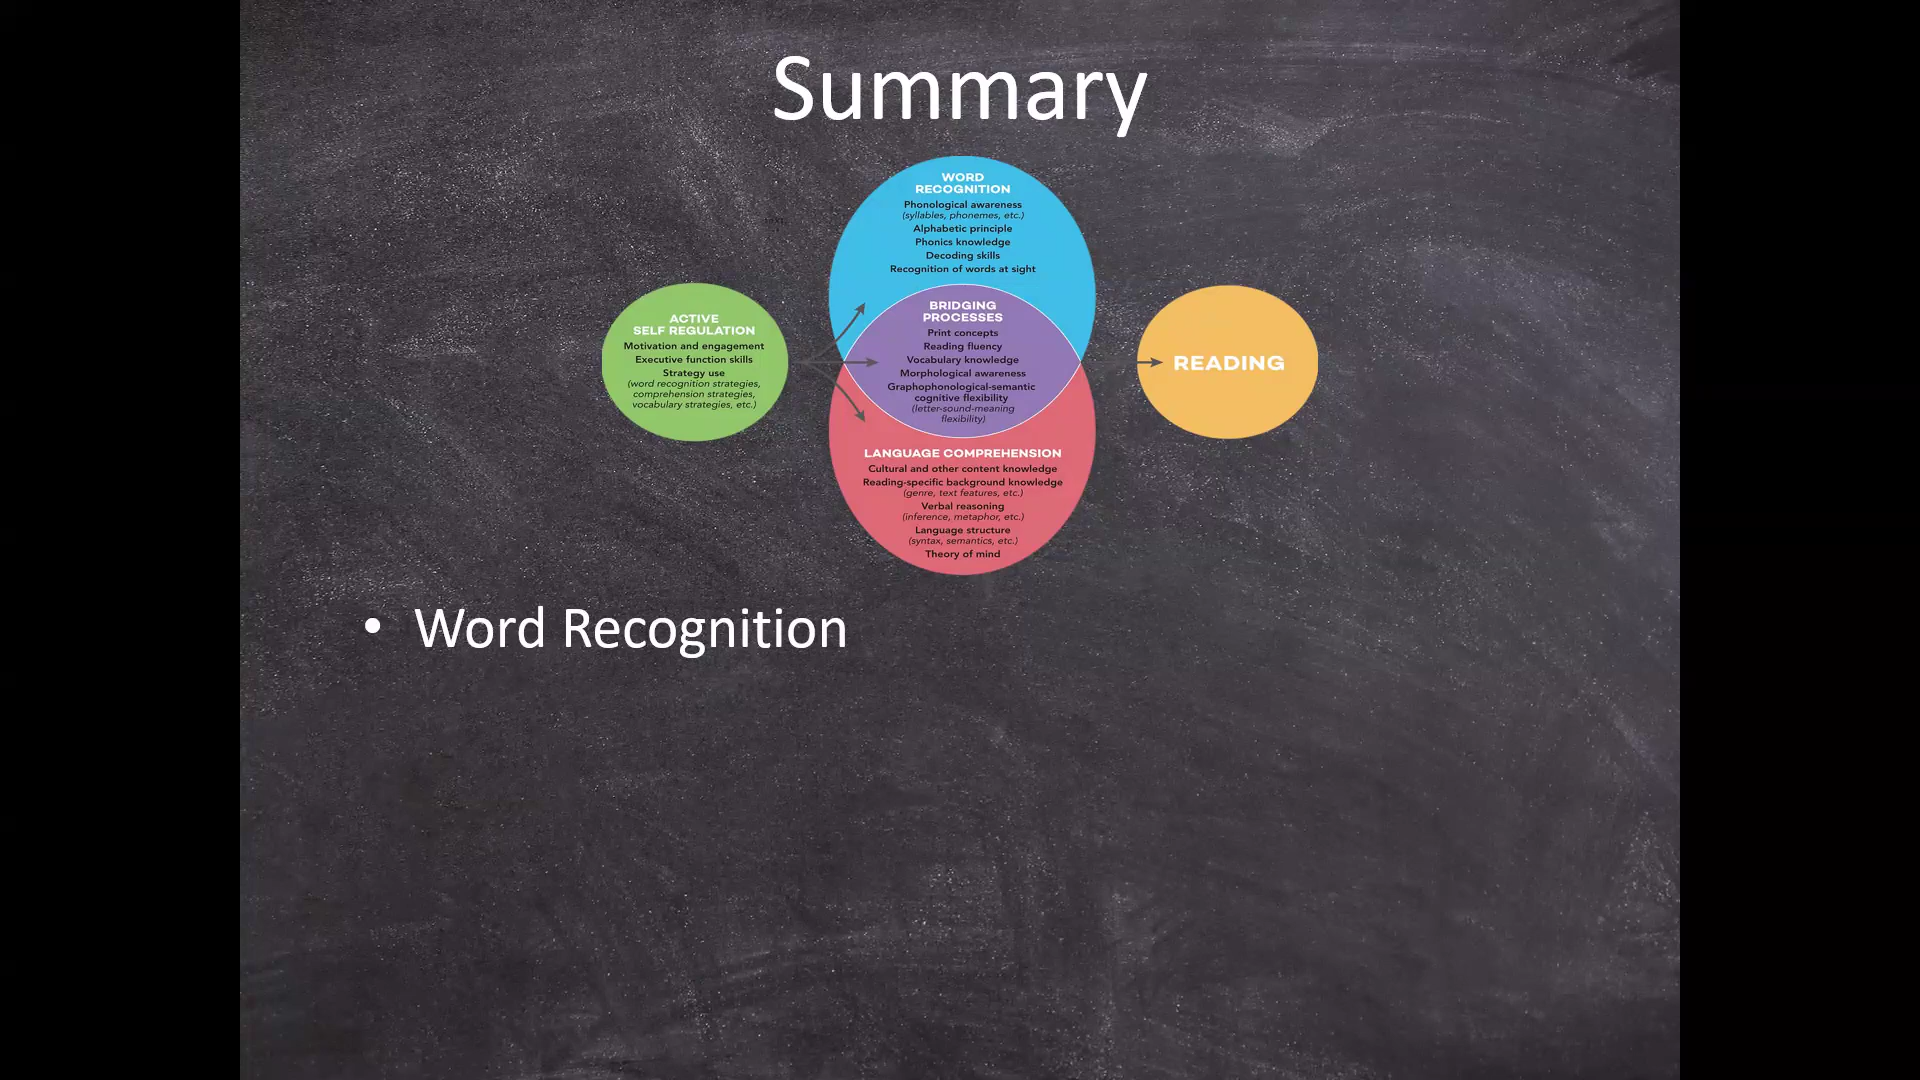 Summary
WORD
RECOGNITION
Phonological awareness
(syllables, phonemes, etc.)
Alphabetic principle
Phonics knowledge
Decoding skills
Recognition of words at sight
ACTIVE
SELF REGULATION
Motivation and engagement
Executive function skills
Strategy use
(word recognition strategies,
comprehension strategies,
vocabulary strategies, etc.)
BRIDGING
PROCESSES
Print concepts
Reading fluency
Vocabulary knowledge
Morphological awareness
Graphophonological-semantic
cognitive flexibility
(letter-sound-meaning
flexibility)
READING
LANGUAGE COMPREHENSION
Cultural and other content knowledge
Reading-specific background knowledge
(genre, text features, etc.)
Verbal reasoning
(inference, metaphor, etc.)
Language structure
(syntax, semantics, etc.)
Theory of mind
• Word Recognition